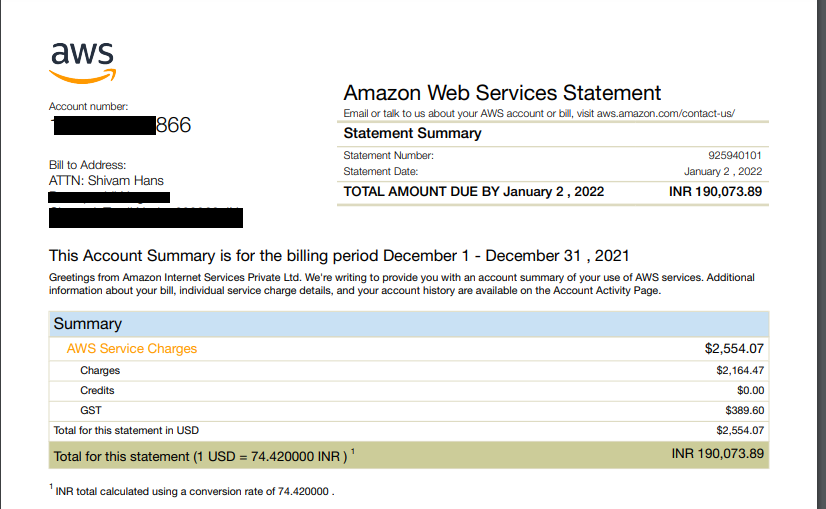 aws
Account number:
866
Bill to Address:
ATTN: Shivam Hans
Amazon Web Services Statement
Email or talk to us about your AWS account or bill, visit aws.amazon.com/contact-us/
Statement Summary
Statement Number: 925940101
Statement Date: January 2 , 2022
TOTAL AMOUNT DUE BY January 2 , 2022 INR 190,073.89
This Account Summary is for the billing period December 1 - December 31 , 2021
Greetings from Amazon Internet Services Private Ltd. We're writing to provide you with an account summary of your use of AWS services. Additional
information about your bill, individual service charge details, and your account history are available on the Account Activity Page.
Summary
AWS Service Charges $2,554.07
Charges $2,164.47
Credits $0.00
GST $389.60
Total for this statement in USD $2,554.07
Total for this statement (1 USD = 74.420000 INR ) 1 INR 190,073.89
1 INR total calculated using a conversion rate of 74.420000 .